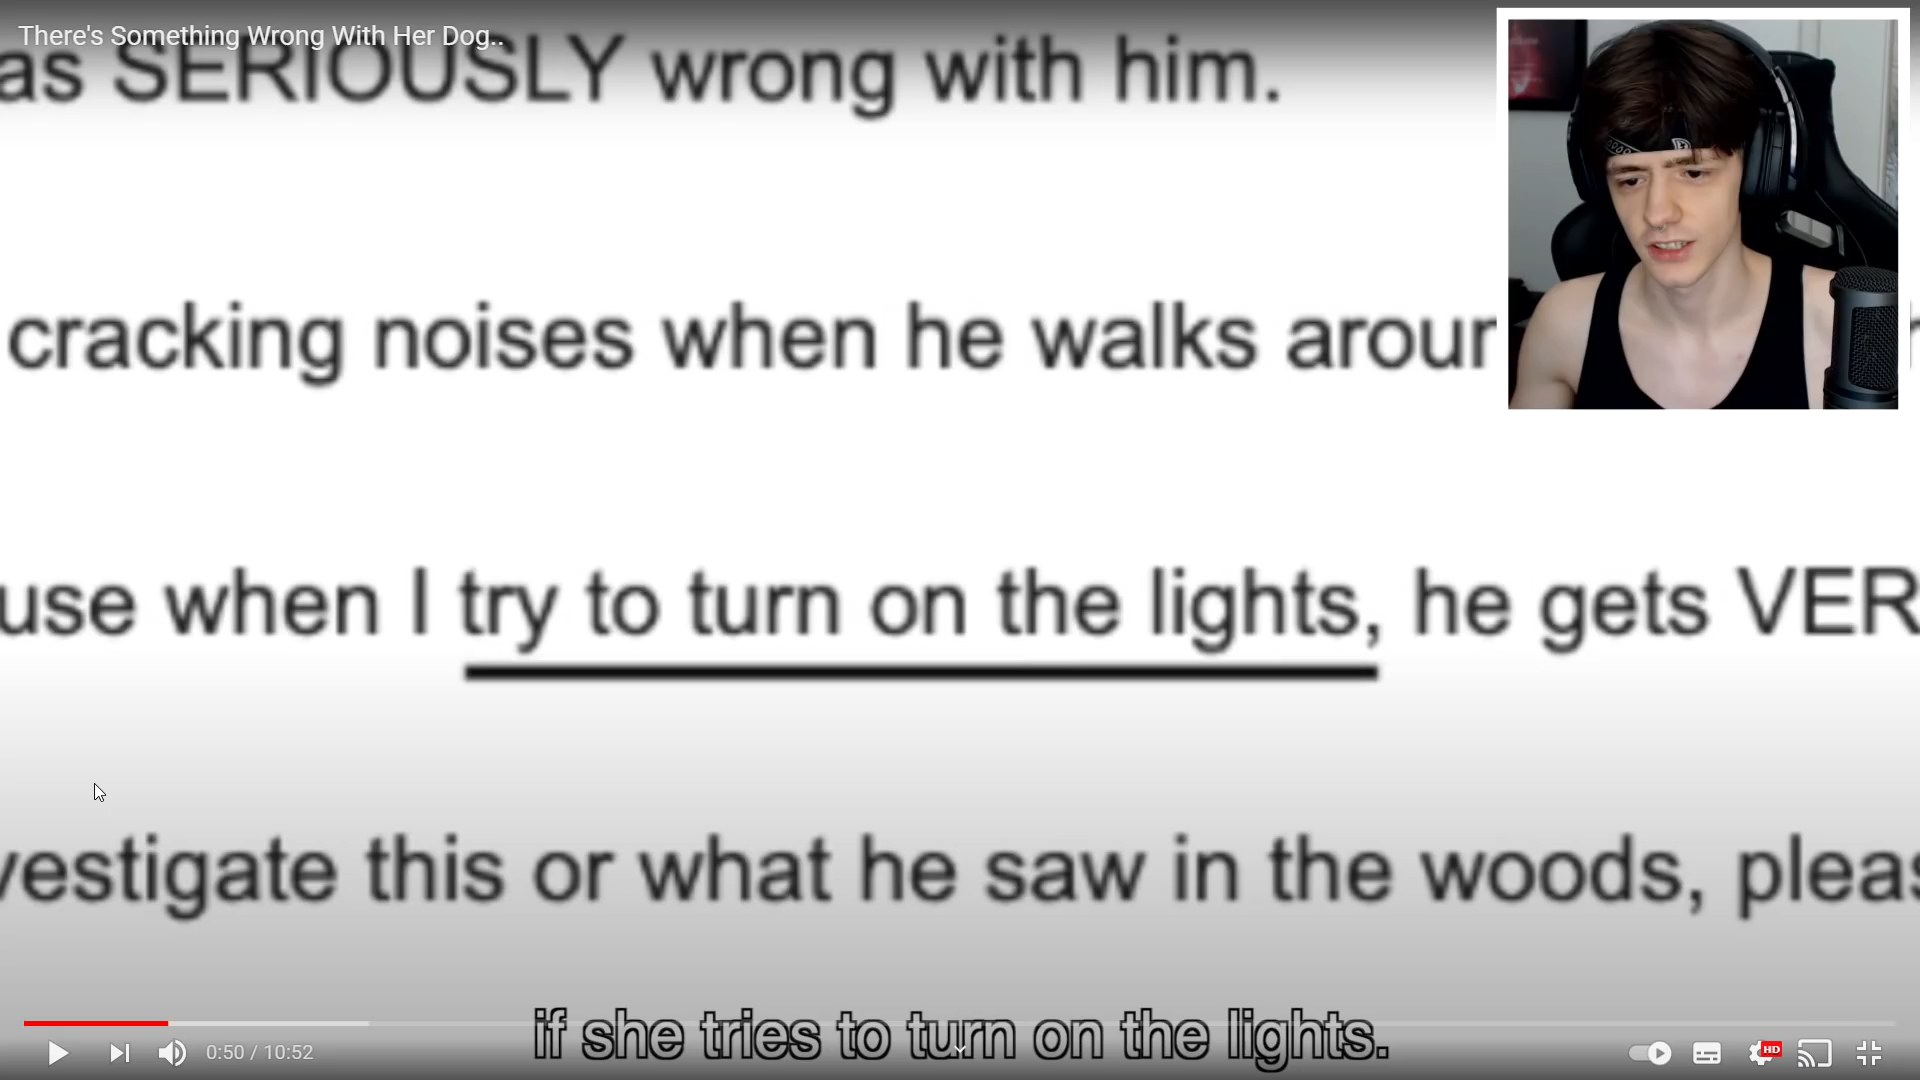 There's Something Wrong With Her Dog..
as SERIOUSLY wrong with him.
cracking noises when he walks
use when I try to turn on the lights, he gets VER
vestigate this or what he saw in the woods, pleas
if she tries to turn on the lights.
0:50 / 10:52
HD